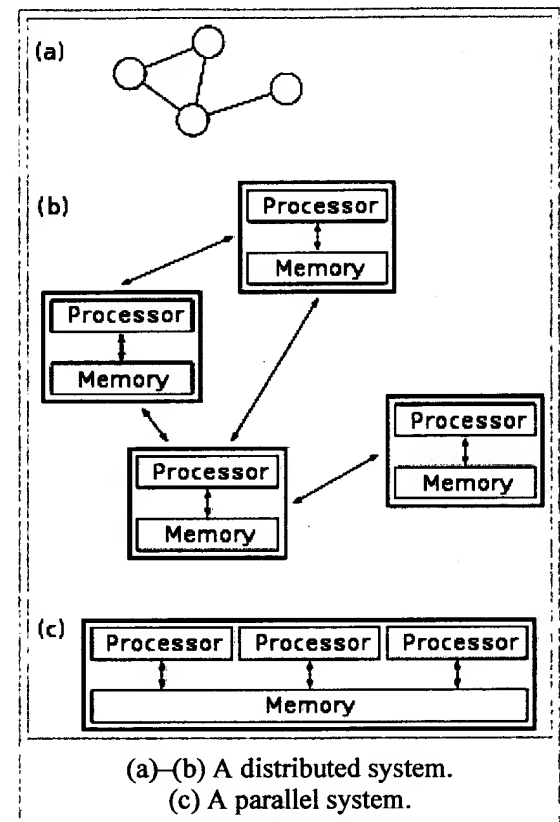 (a)
(b)
Processor
Memory
Processor
Memory
Processor
Memory
Processor
Memory
(c)
Processor Processor Processor
Memory
(a)–(b) A distributed system.
(c) A parallel system.